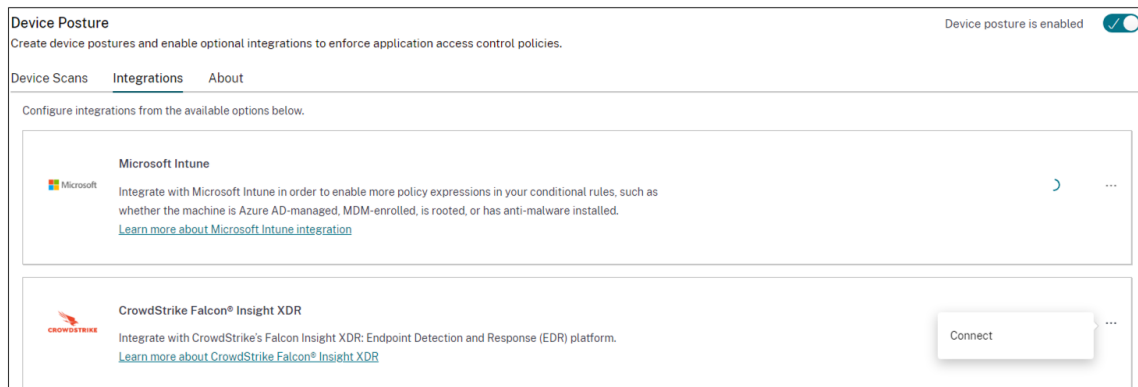 Device Posture
Device posture is enabled
Create device postures and enable optional integrations to enforce application access control policies.
Device Scans
Integrations
About
Configure integrations from the available options below.
Microsoft Intune
Microsoft
Integrate with Microsoft Intune in order to enable more policy expressions in your conditional rules, such as
whether the machine is Azure AD-managed, MDM-enrolled, is rooted, or has anti-malware installed.
Learn more about Microsoft Intune integration
...
CrowdStrike Falcon® Insight XDR
CROWDSTRIKE
Integrate with CrowdStrike's Falcon Insight XDR: Endpoint Detection and Response (EDR) platform.
Learn more about CrowdStrike Falcon® Insight XDR
...
Connect